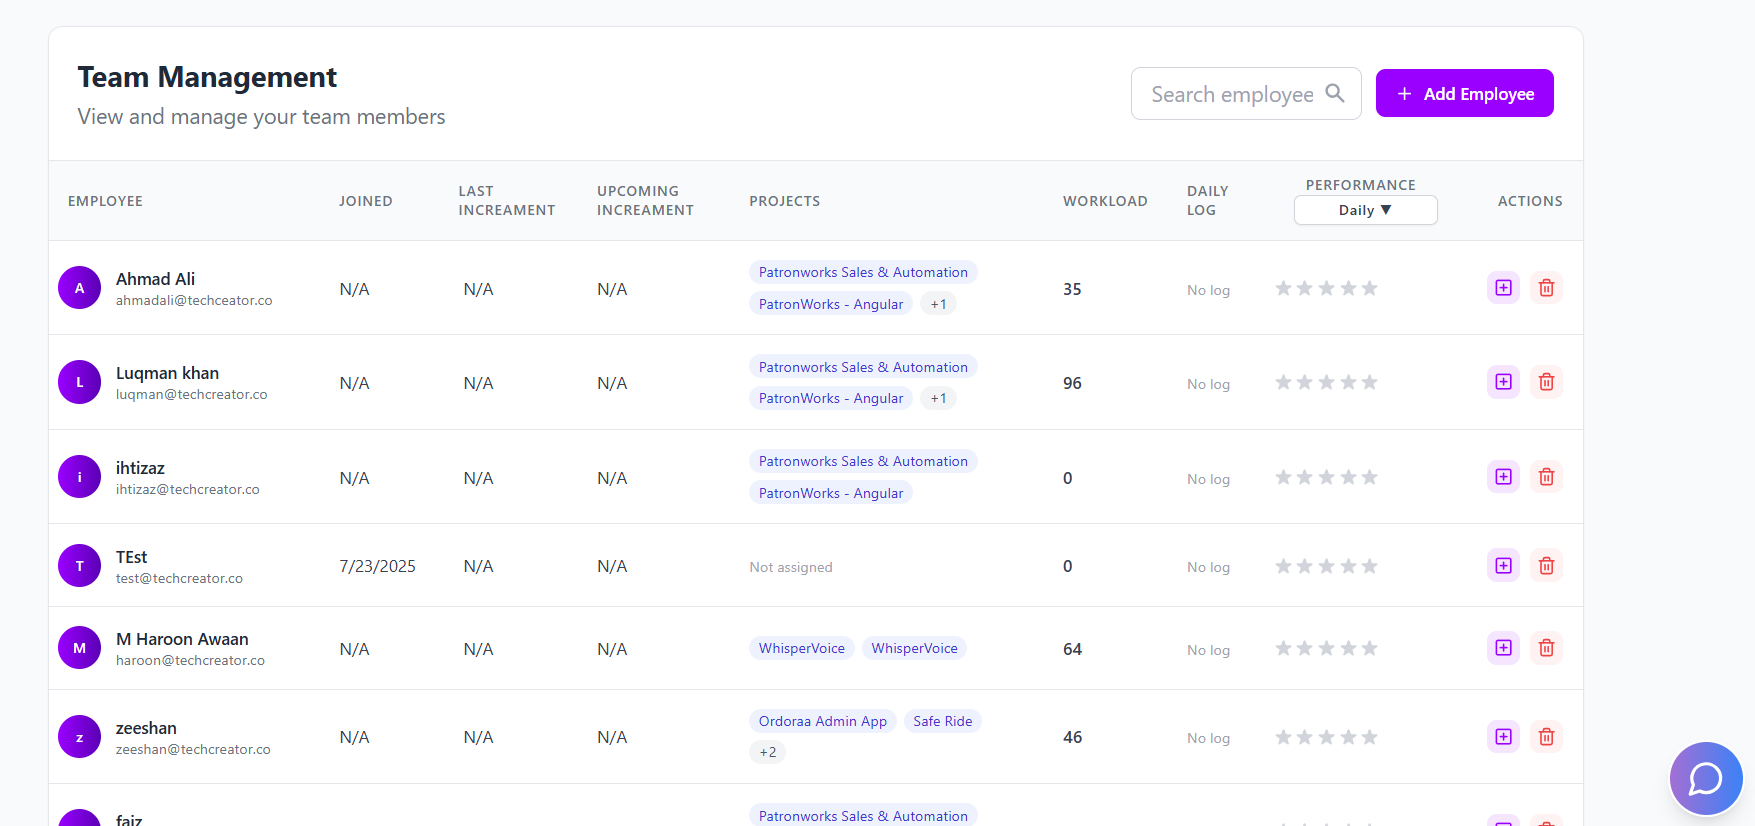 Team Management
View and manage your team members
Search employee
+ Add Employee
EMPLOYEE
JOINED
LAST
INCREAMENT
UPCOMING
INCREAMENT
PROJECTS
WORKLOAD
DAILY
LOG
PERFORMANCE
Daily ▼
ACTIONS
A
Ahmad Ali
ahmadali@techceator.co
N/A
N/A
N/A
Patronworks Sales & Automation
PatronWorks - Angular
+1
35
No log
L
Luqman khan
luqman@techcreator.co
N/A
N/A
N/A
Patronworks Sales & Automation
PatronWorks - Angular
+1
96
No log
i
ihtizaz
ihtizaz@techcreator.co
N/A
N/A
N/A
Patronworks Sales & Automation
PatronWorks - Angular
0
No log
T
TEst
test@techcreator.co
7/23/2025
N/A
N/A
Not assigned
0
No log
M
M Haroon Awaan
haroon@techcreator.co
N/A
N/A
N/A
WhisperVoice
WhisperVoice
64
No log
z
zeeshan
zeeshan@techcreator.co
N/A
N/A
N/A
Ordoraa Admin App
Safe Ride
+2
46
No log
faiz
Patronworks Sales & Automation